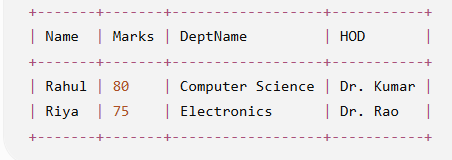 +-------+-------+------------------+-----------+
| Name  | Marks | DeptName         | HOD       |
+-------+-------+------------------+-----------+
| Rahul | 80    | Computer Science | Dr. Kumar |
| Riya  | 75    | Electronics      | Dr. Rao   |
+-------+-------+------------------+-----------+